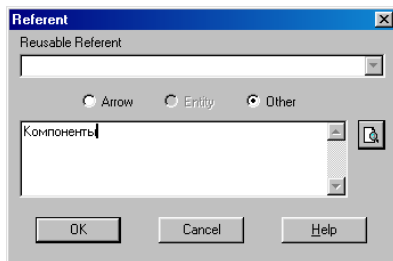 Referent
Reusable Referent
Arrow Entity Other
Компоненты
OK Cancel Help